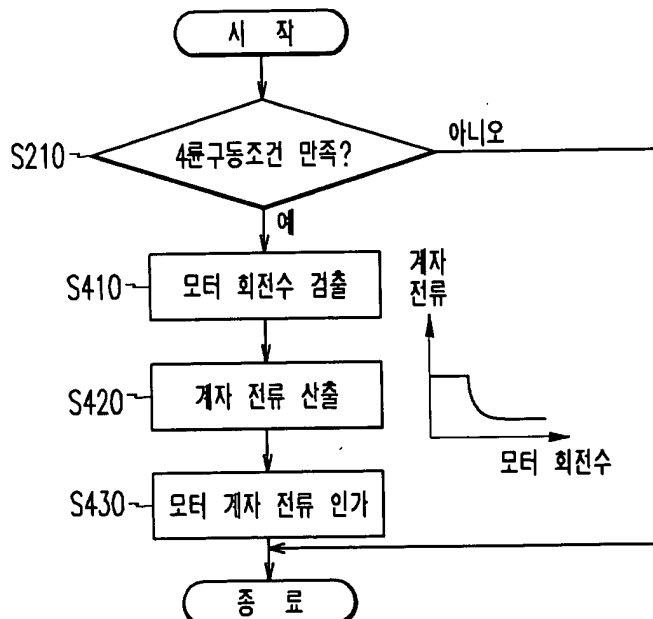 시 작
4륜구동조건 만족?
아니오
S210
예
S410
모터 회전수 검출
계자
전류
S420
계자 전류 산출
모터 회전수
S430
모터 계자 전류 인가
종 료